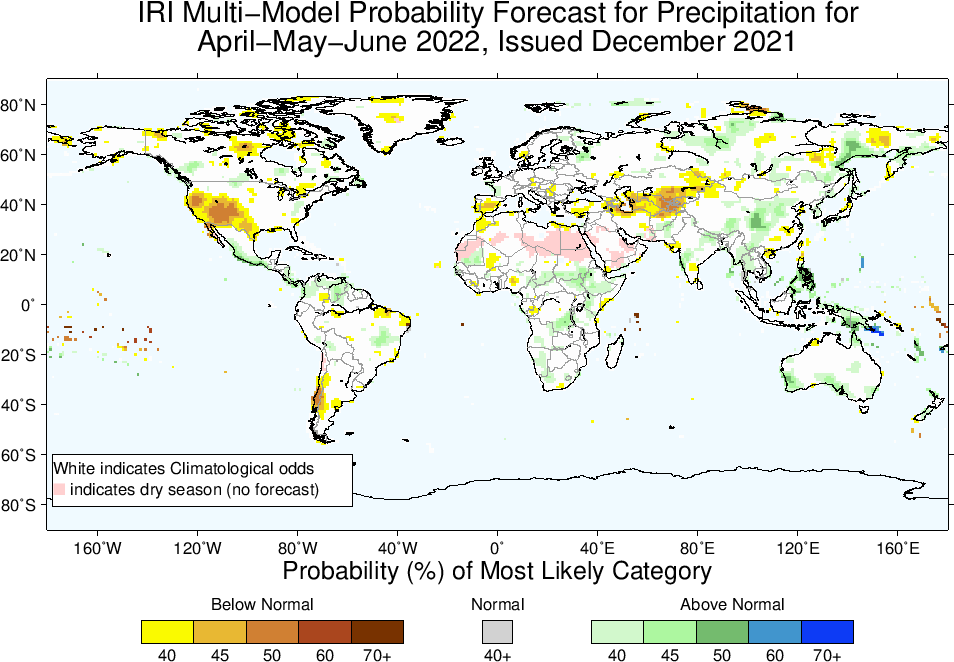 IRI Multi−Model Probability Forecast for Precipitation for
April−May−June 2022, Issued December 2021
80˚N
60˚N
40˚N
20˚N
0˚
20˚S
40˚S
60˚S
80˚S
White indicates Climatological odds
indicates dry season (no forecast)
160˚W 120˚W 80˚W 40˚W 0˚ 40˚E 80˚E 120˚E 160˚E
Probability (%) of Most Likely Category
Below Normal Normal Above Normal
40 45 50 60 70+ 40+ 40 45 50 60 70+